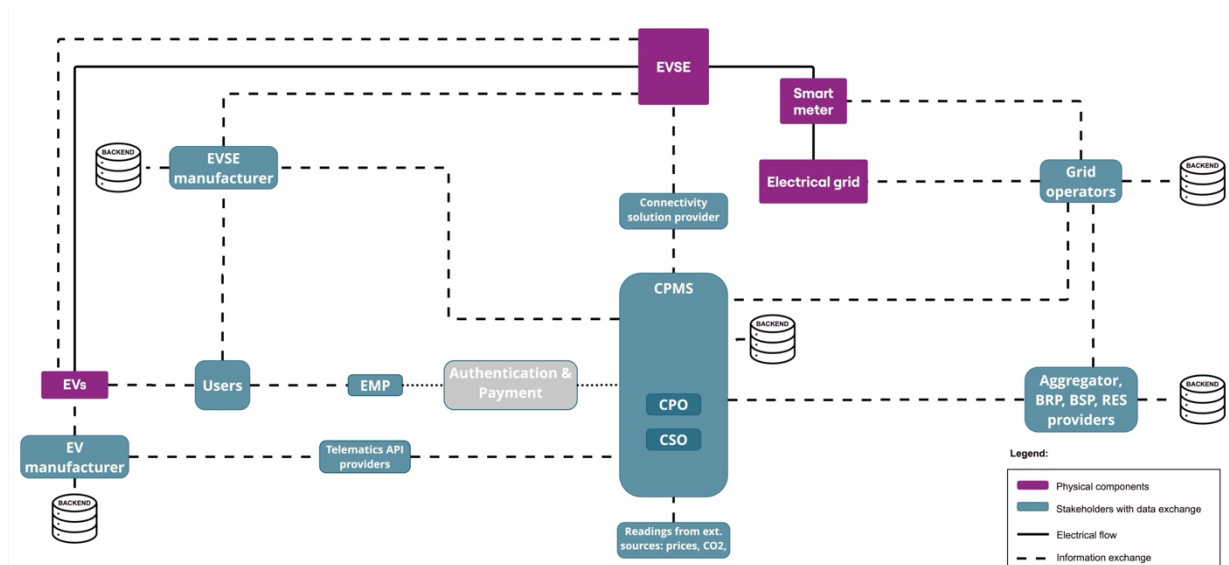 EVSE
Smart
meter
BACKEND
EVSE
manufacturer
Electrical grid
Grid
operators
BACKEND
Connectivity
solution provider
CPMS
BACKEND
EVs
Users
EMP
Authentication &
Payment
CPO
CSO
Aggregator,
BRP, BSP, RES
providers
BACKEND
EV
manufacturer
Telematics API
providers
BACKEND
Readings from ext.
sources: prices, CO2,
Legend:
Physical components
Stakeholders with data exchange
Electrical flow
Information exchange